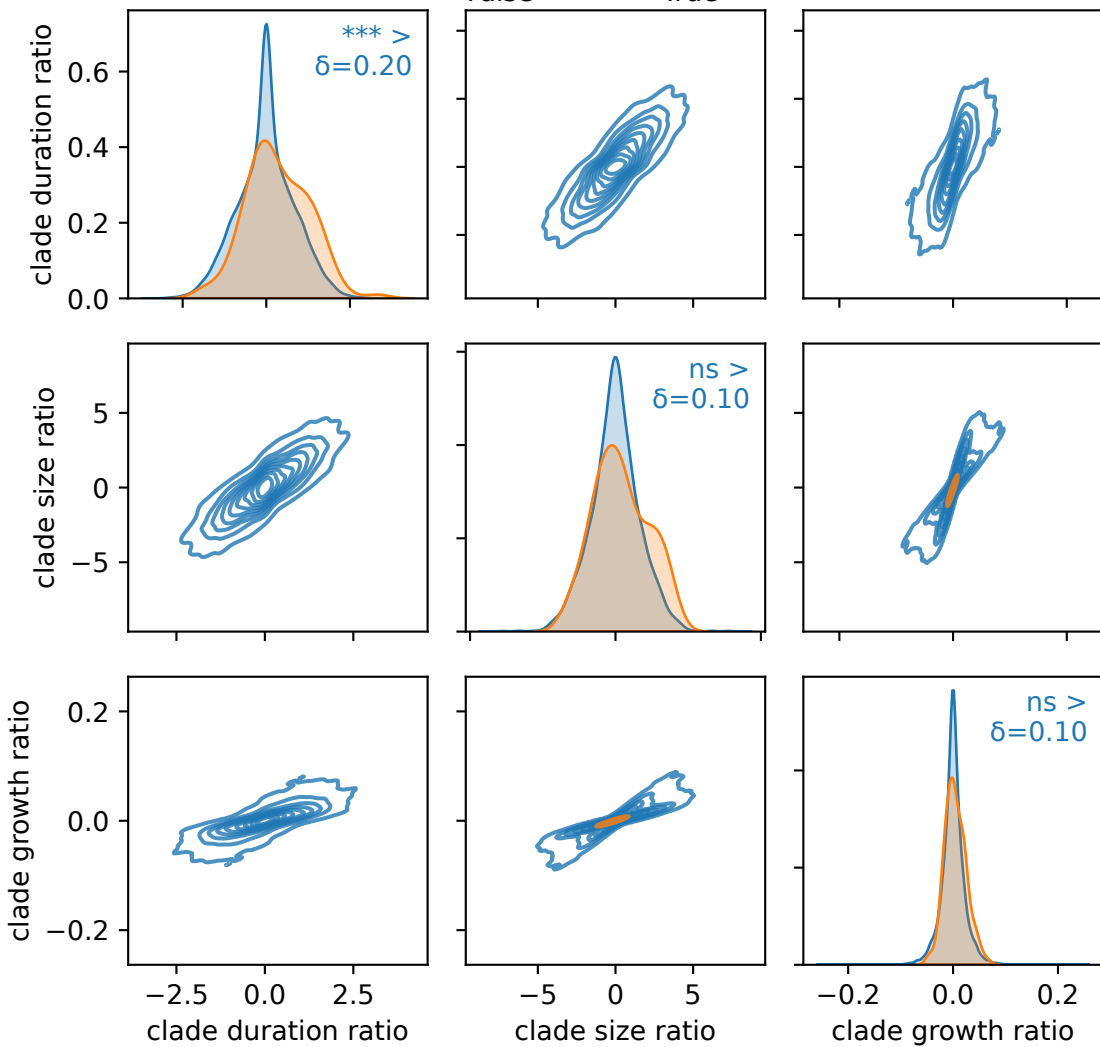 clade duration ratio
0.6
0.4
0.2
0.0
*** >
δ=0.20
clade size ratio
5
0
−5
ns >
δ=0.10
clade growth ratio
0.2
0.0
−0.2
ns >
δ=0.10
−2.5 0.0 2.5
−5 0 5
−0.2 0.0 0.2
clade duration ratio
clade size ratio
clade growth ratio